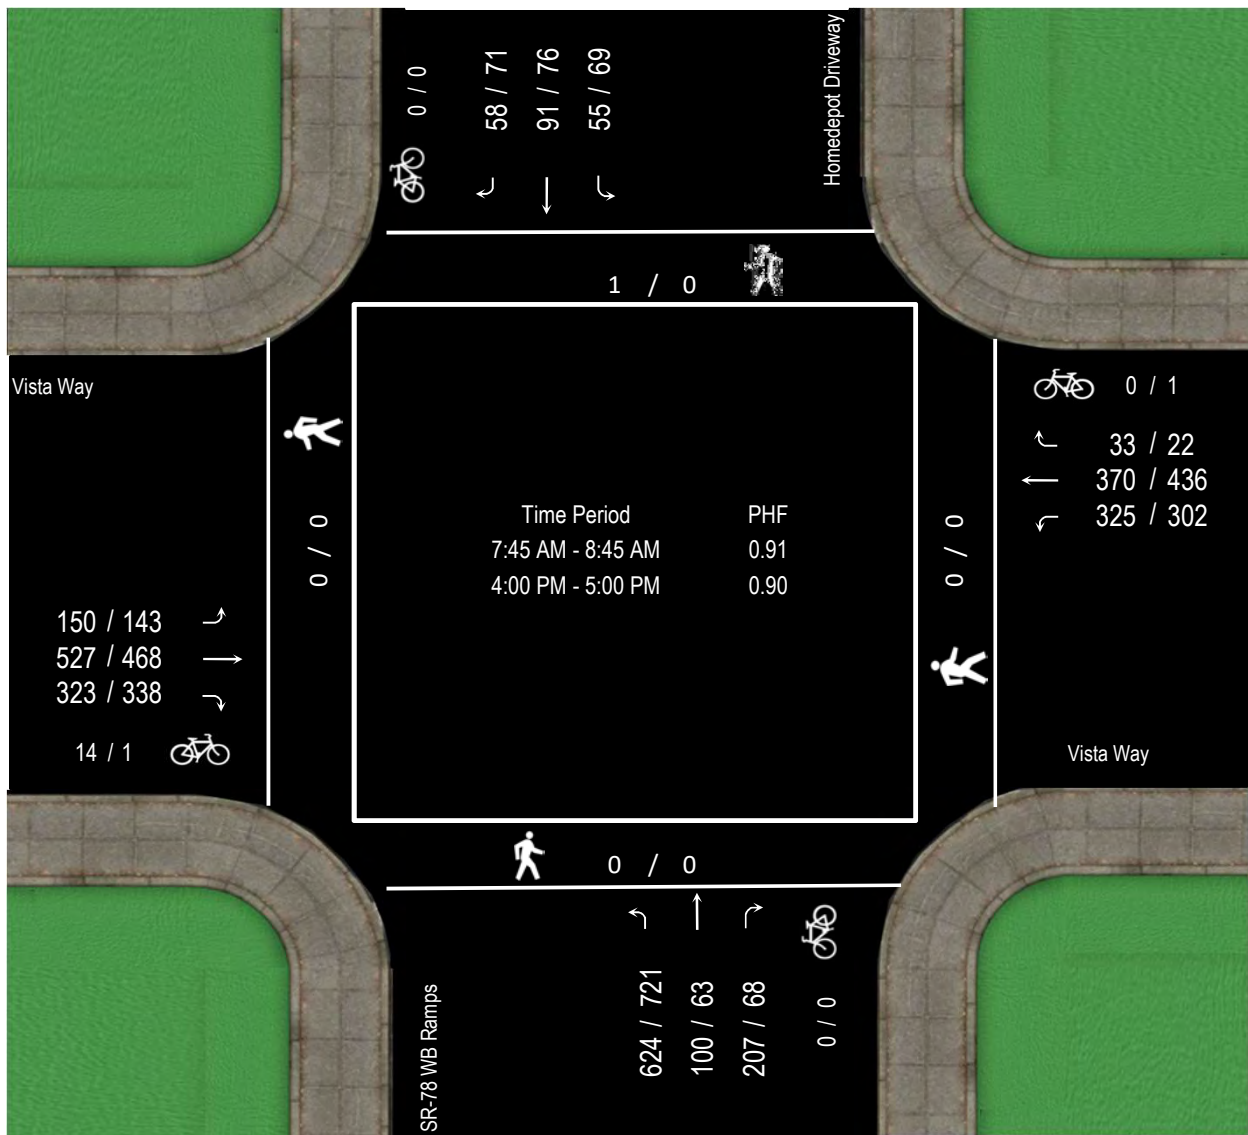 0 / 0
58 / 71
91 / 76
55 / 69
Homedepot Driveway
1 / 0
Vista Way
0 / 1
33 / 22
370 / 436
325 / 302
0 / 0
Time Period PHF
7:45 AM - 8:45 AM 0.91
4:00 PM - 5:00 PM 0.90
0 / 0
150 / 143
527 / 468
323 / 338
14 / 1
Vista Way
0 / 0
SR-78 WB Ramps
624 / 721
100 / 63
207 / 68
0 / 0